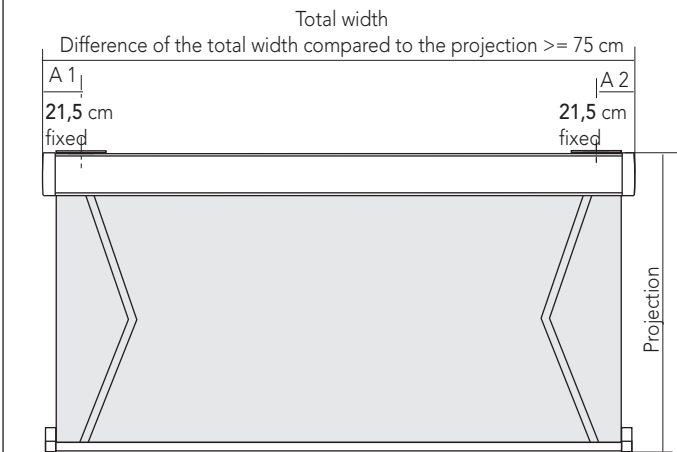 Total width
Difference of the total width compared to the projection >= 75 cm
A 1
A 2
21,5 cm
fixed
21,5 cm
fixed
Projection